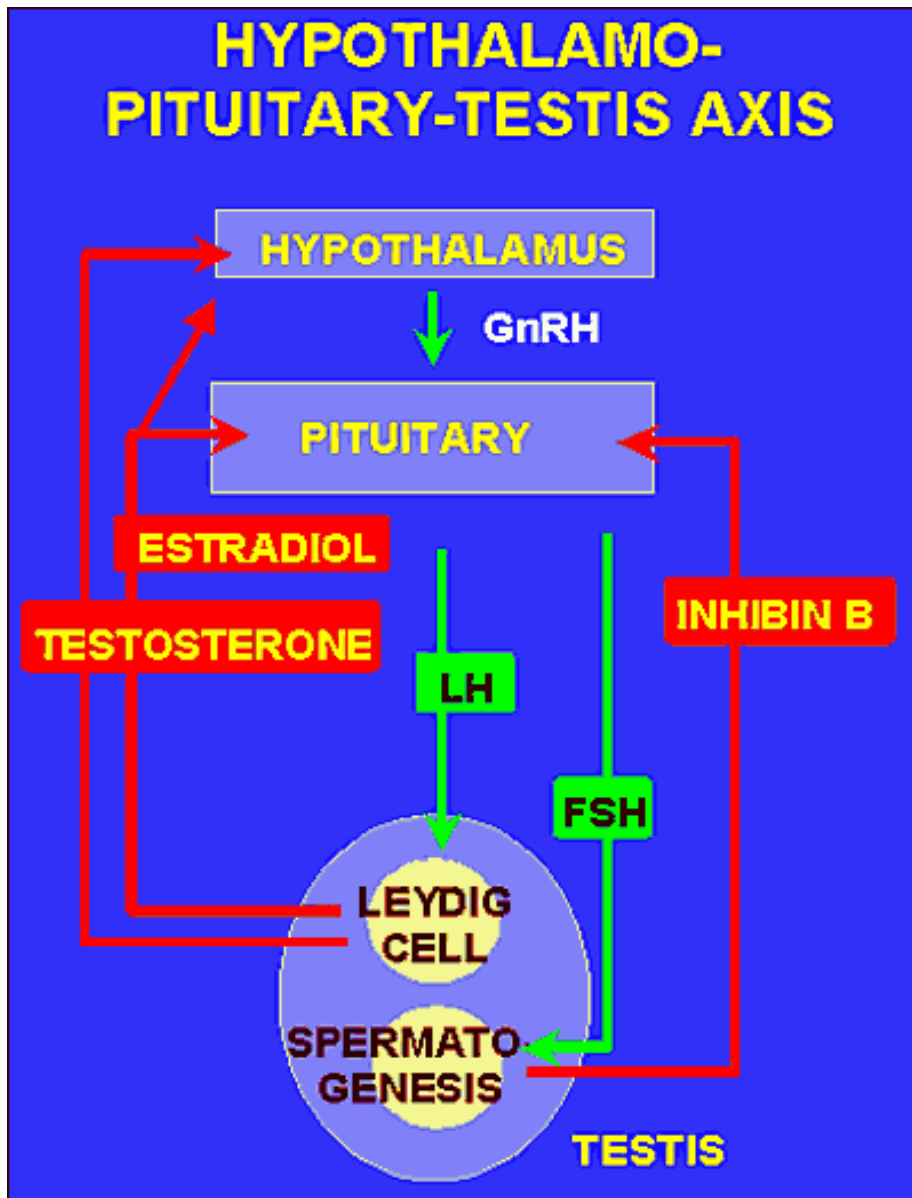 HYPOTHALAMO-
PITUITARY-TESTIS AXIS
HYPOTHALAMUS
GnRH
PITUITARY
ESTRADIOL
INHIBIN B
TESTOSTERONE
LH
FSH
LEYDIG
CELL
SPERMATO-
GENESIS
TESTIS